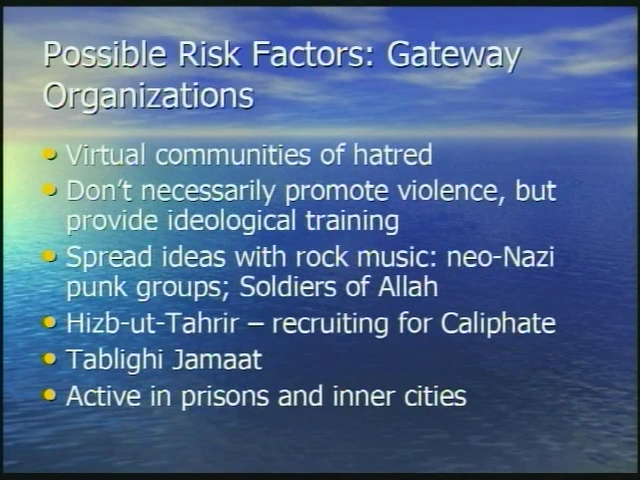 Possible Risk Factors: Gateway
Organizations
• Virtual communities of hatred
• Don't necessarily promote violence, but
provide ideological training
• Spread ideas with rock music: neo-Nazi
punk groups; Soldiers of Allah
• Hizb-ut-Tahrir – recruiting for Caliphate
• Tablighi Jamaat
• Active in prisons and inner cities